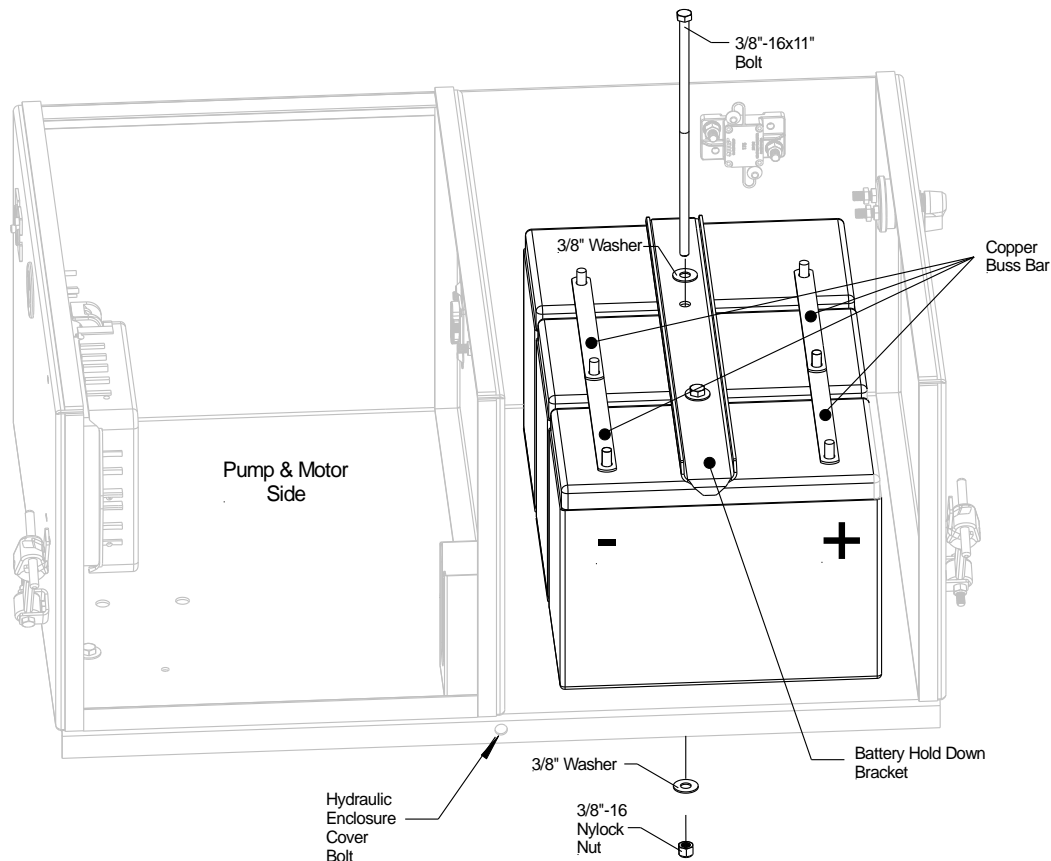 3/8"-16x11"
Bolt
3/8" Washer
Copper
Buss Bar
Pump & Motor
Side
-
+
3/8" Washer
Battery Hold Down
Bracket
Hydraulic
Enclosure
Cover
Bolt
3/8"-16
Nylock
Nut